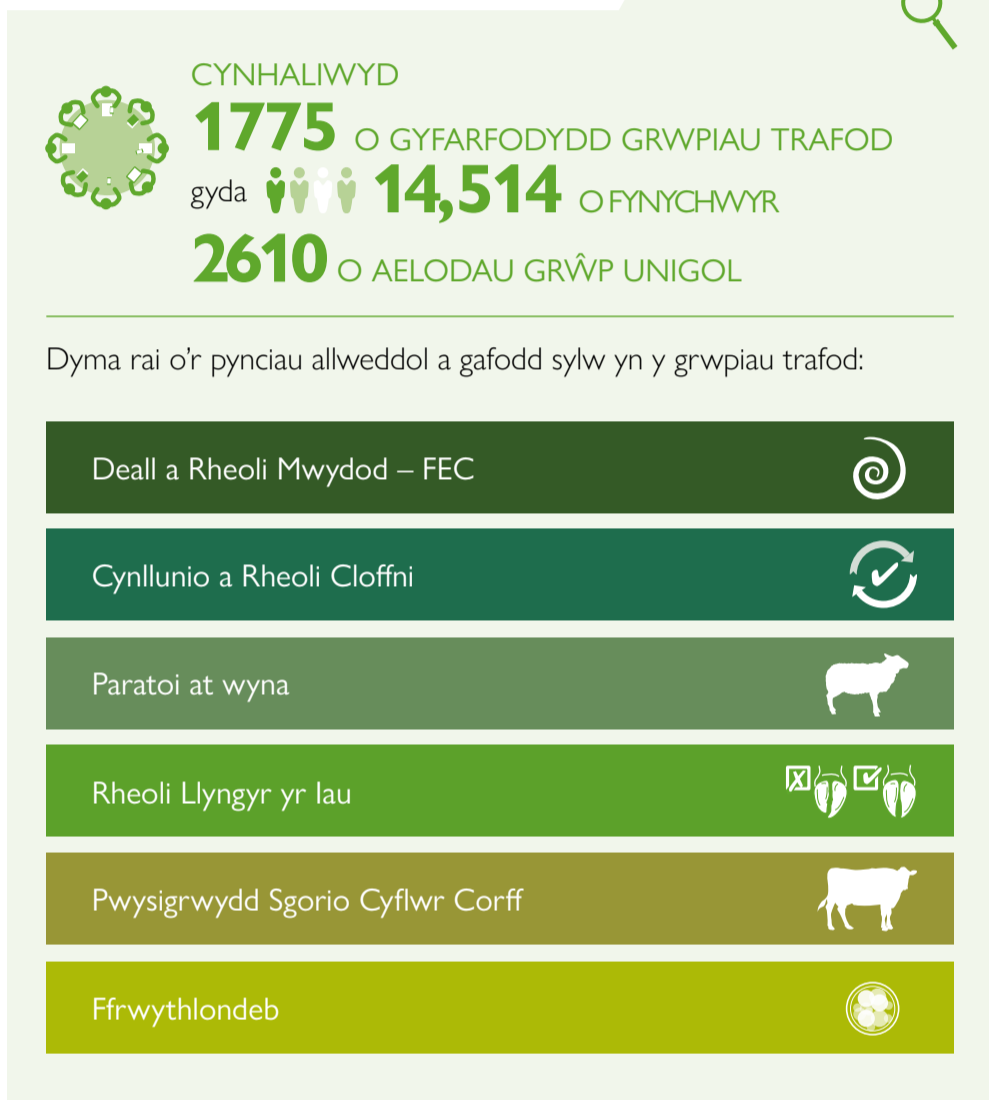 CYNHALIWYD
1775 O GYFARFODYDD GRWPIAU TRAFOD
gyda 14,514 O FYNYCHWYR
2610 O AELODAU GRŴP UNIGOL
Dyma rai o'r pynciau allweddol a gafodd sylw yn y grwpiau trafod:
Deall a Rheoli Mwydod – FEC
Cynllunio a Rheoli Cloffni
Paratoi at wyna
Rheoli Llyngyr yr Iau
Pwysigrwydd Sgorio Cyflwr Corff
Ffrwythlondeb